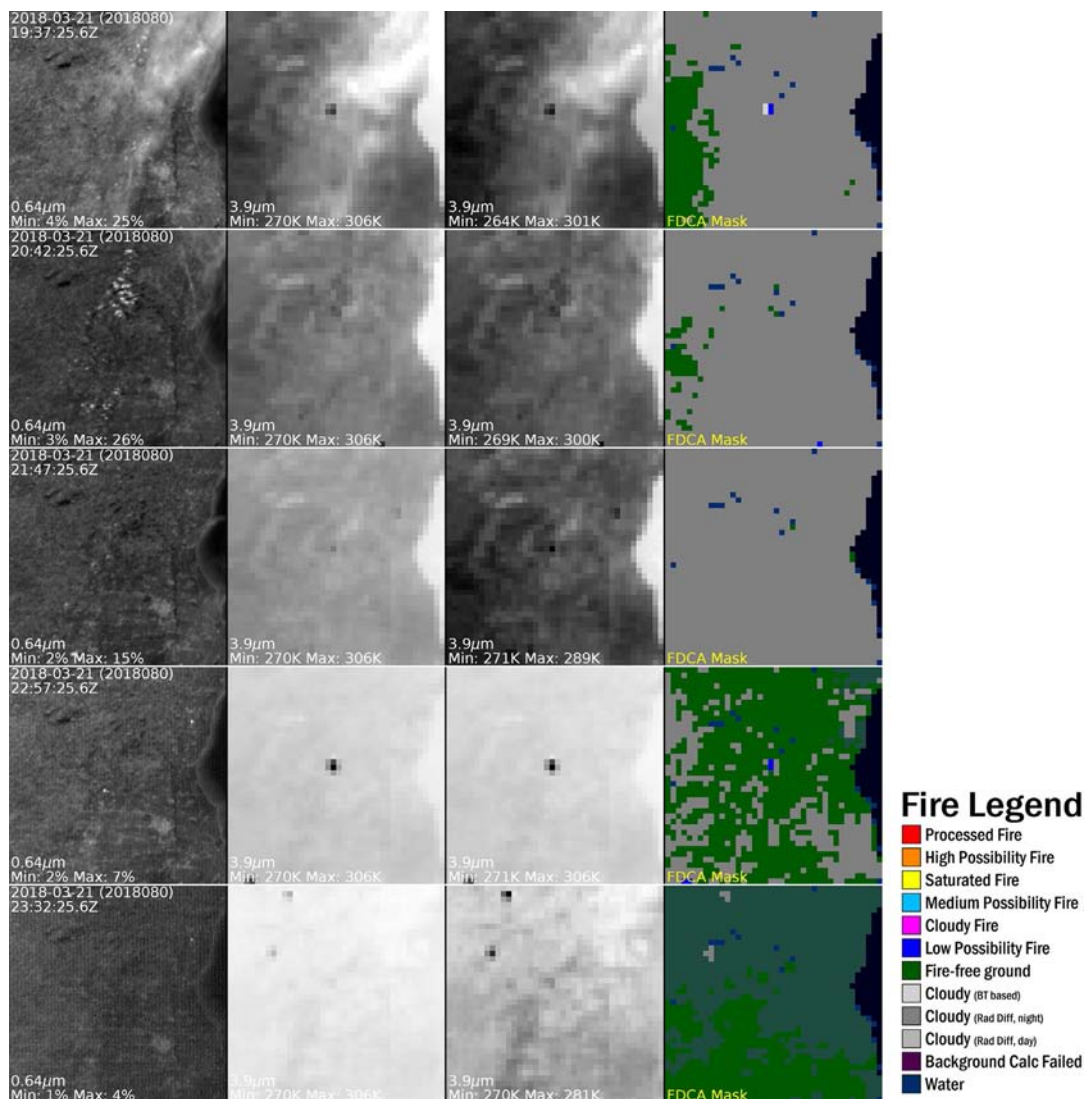 2018-03-21 (2018080)
19:37:25.6Z
0.64µm
Min: 4% Max: 25%
3.9µm
Min: 270K Max: 306K
3.9µm
Min: 264K Max: 301K
FDCA Mask
2018-03-21 (2018080)
20:42:25.6Z
0.64µm
Min: 3% Max: 26%
3.9µm
Min: 270K Max: 306K
3.9µm
Min: 269K Max: 300K
FDCA Mask
2018-03-21 (2018080)
21:47:25.6Z
0.64µm
Min: 2% Max: 15%
3.9µm
Min: 270K Max: 306K
3.9µm
Min: 271K Max: 289K
FDCA Mask
2018-03-21 (2018080)
22:57:25.6Z
0.64µm
Min: 2% Max: 7%
3.9µm
Min: 270K Max: 306K
3.9µm
Min: 271K Max: 306K
FDCA Mask
2018-03-21 (2018080)
23:32:25.6Z
0.64µm
Min: 1% Max: 4%
3.9µm
Min: 270K Max: 306K
3.9µm
Min: 270K Max: 281K
FDCA Mask
Fire Legend
Processed Fire
High Possibility Fire
Saturated Fire
Medium Possibility Fire
Cloudy Fire
Low Possibility Fire
Fire-free ground
Cloudy (BT based)
Cloudy (Rad Diff, night)
Cloudy (Rad Diff, day)
Background Calc Failed
Water